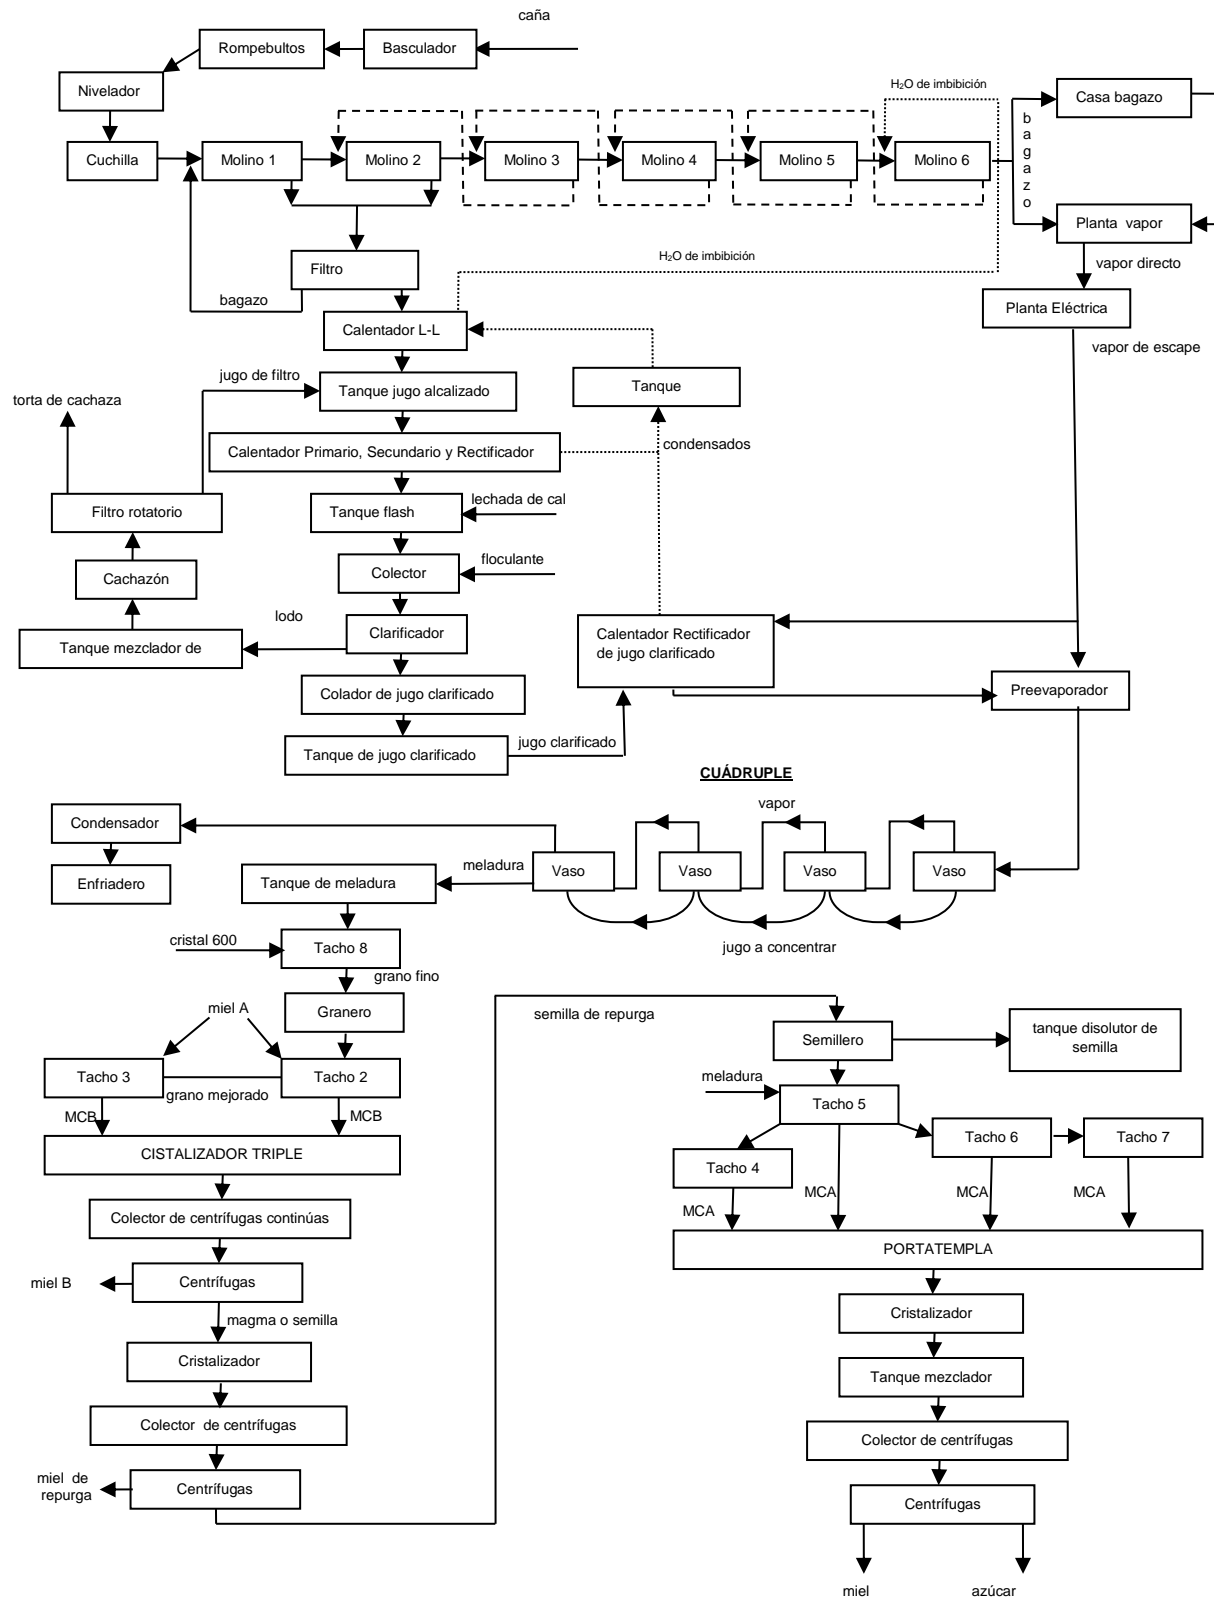 caña
Rompebultos
Basculador
Nivelador
H₂O de imbibición
Casa bagazo
bagazo
Cuchilla
Molino 1
Molino 2
Molino 3
Molino 4
Molino 5
Molino 6
Planta vapor
Filtro
H₂O de imbibición
vapor directo
bagazo
Planta Eléctrica
Calentador L-L
vapor de escape
jugo de filtro
Tanque jugo alcalizado
Tanque
torta de cachaza
condensados
Calentador Primario, Secundario y Rectificador
lechada de cal
Filtro rotatorio
Tanque flash
floculante
Cachazón
Colector
lodo
Clarificador
Calentador Rectificador
de jugo clarificado
Tanque mezclador de
Colador de jugo clarificado
Preevaporador
jugo clarificado
Tanque de jugo clarificado
CUÁDRUPLE
vapor
Condensador
meladura
Vaso
Vaso
Vaso
Vaso
Enfriadero
Tanque de meladura
cristal 600
Tacho 8
jugo a concentrar
grano fino
miel A
Granero
semilla de repurga
Semillero
tanque disolutor de
semilla
Tacho 3
Tacho 2
meladura
grano mejorado
Tacho 5
MCB
MCB
Tacho 6
Tacho 7
CISTALIZADOR TRIPLE
Tacho 4
MCA
MCA
MCA
MCA
Colector de centrífugas continúas
PORTATEMPLA
miel B
Centrífugas
magma o semilla
Cristalizador
Cristalizador
Tanque mezclador
Colector de centrífugas
Colector de centrífugas
miel de
repurga
Centrífugas
Centrífugas
miel
azúcar